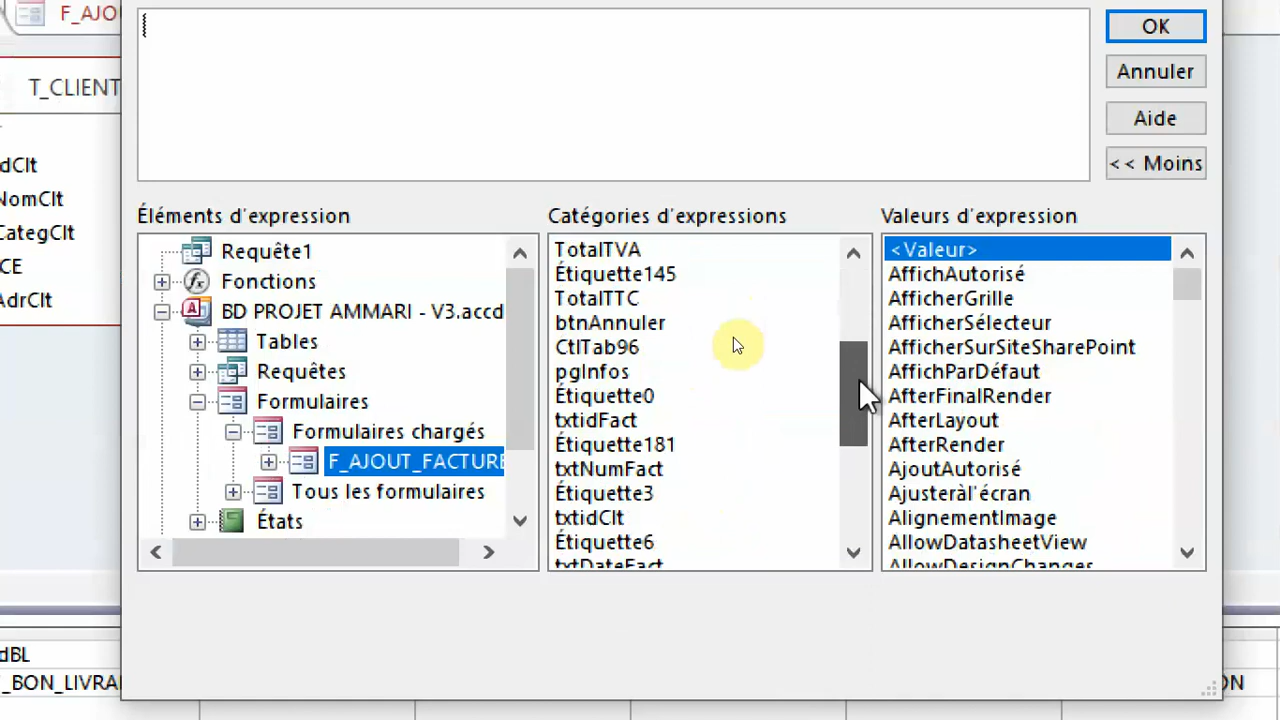 F_AJOU
T_CLIENT
dClt
NomClt
CategClt
CE
AdrClt
OK
Annuler
Aide
<< Moins
Éléments d'expression
Requête1
Fonctions
BD PROJET AMMARI - V3.accd
Tables
Requêtes
Formulaires
Formulaires chargés
F_AJOUT_FACTURE
Tous les formulaires
États
Catégories d'expressions
TotalTVA
Étiquette145
TotalTTC
btnAnnuler
CtlTab96
pgInfos
Étiquette0
txtidFact
Étiquette181
txtNumFact
Étiquette3
txtidClt
Étiquette6
txtDateFact
Valeurs d'expression
<Valeur>
AffichAutorisé
AfficherGrille
AfficherSélecteur
AfficherSurSiteSharePoint
AffichParDéfaut
AfterFinalRender
AfterLayout
AfterRender
AjoutAutorisé
Ajusteràl'écran
AlignementImage
AllowDatasheetView
AllowDesignChanges
dBL
_BON_LIVRA
ON